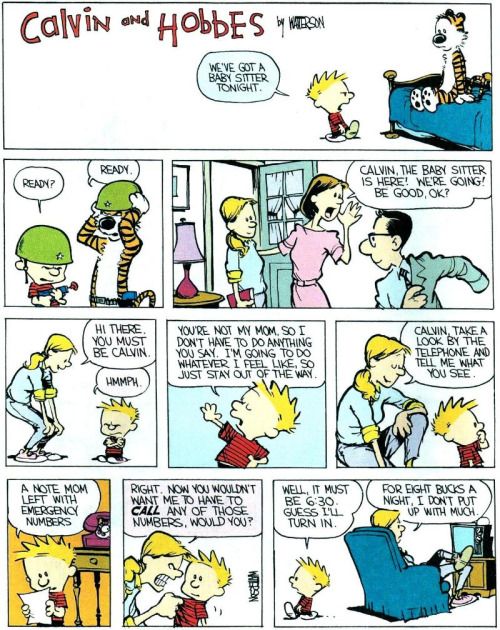 Calvin and HobbEs by WATERSON
WE'VE GOT A
BABY SITTER
TONIGHT.
READY?
READY.
CALVIN, THE BABY SITTER
IS HERE! WE'RE GOING!
BE GOOD, OK?
HI THERE.
YOU MUST
BE CALVIN.
HMMPH.
YOU'RE NOT MY MOM, SO I
DON'T HAVE TO DO ANYTHING
YOU SAY. I'M GOING TO DO
WHATEVER I FEEL LIKE, SO
JUST STAY OUT OF THE WAY.
CALVIN, TAKE A
LOOK BY THE
TELEPHONE AND
TELL ME WHAT
YOU SEE.
A NOTE MOM
LEFT WITH
EMERGENCY
NUMBERS
RIGHT. NOW YOU WOULDN'T
WANT ME TO HAVE TO
CALL ANY OF THOSE
NUMBERS, WOULD YOU?
WELL, IT MUST
BE 6:30.
GUESS I'LL
TURN IN.
FOR EIGHT BUCKS A
NIGHT, I DON'T PUT
UP WITH MUCH.